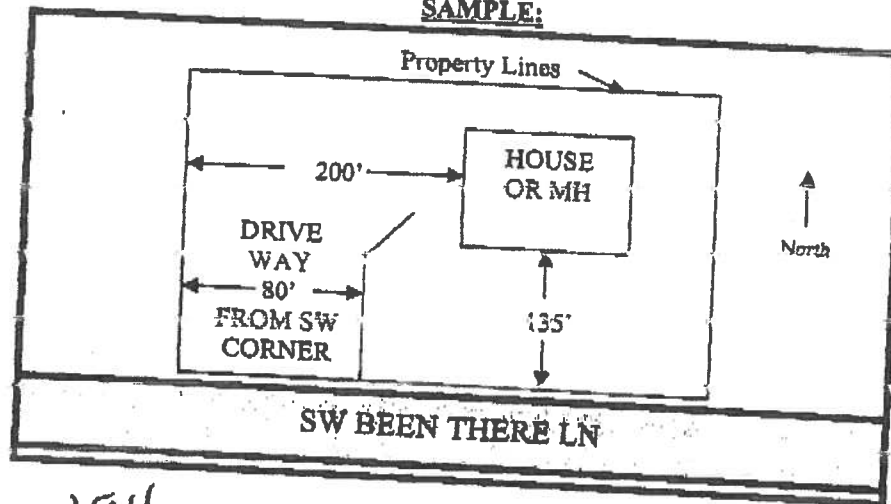 SAMPLE:
Property Lines
200'
HOUSE
OR MH
North
DRIVE
WAY
80'
FROM SW
CORNER
135'
SW BEEN THERE LN